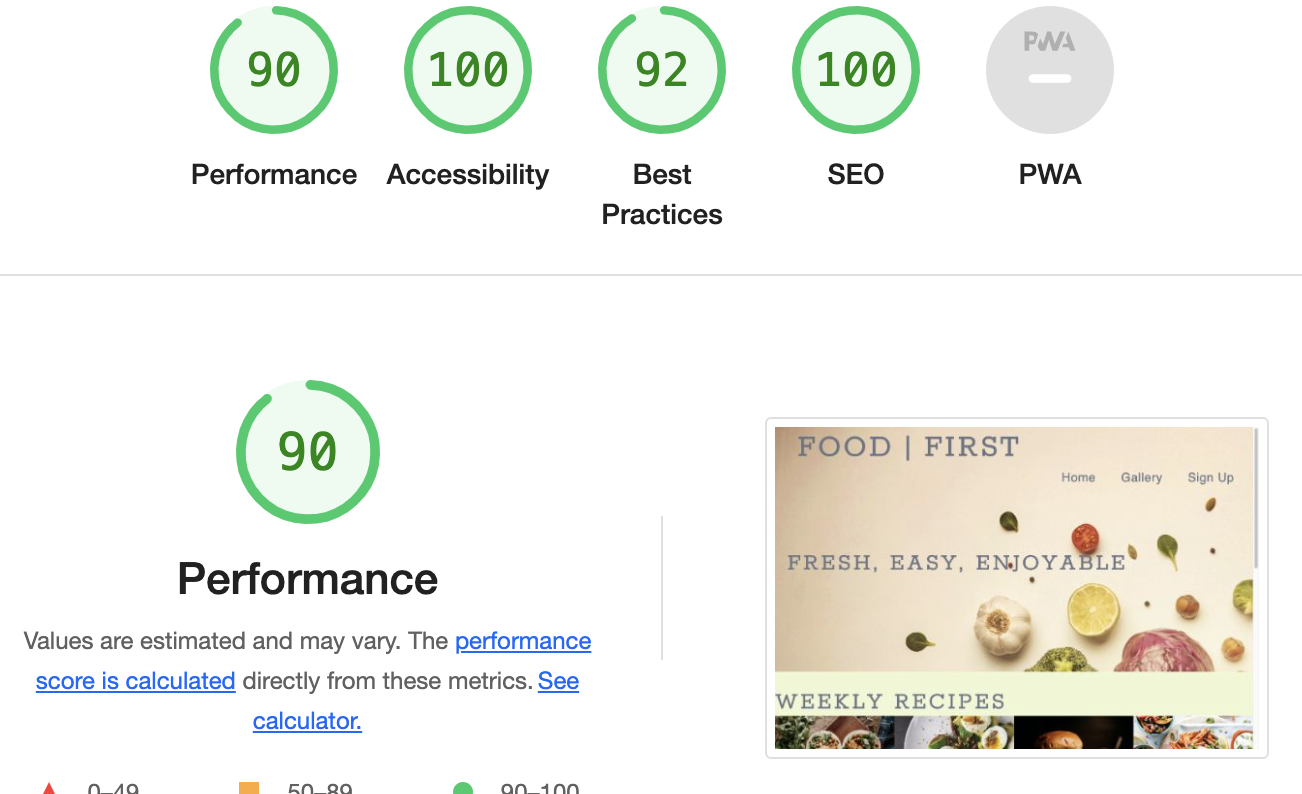 90
100
92
100
PWA
Performance
Accessibility
Best
Practices
SEO
PWA
90
Performance
Values are estimated and may vary. The performance
score is calculated directly from these metrics. See
calculator.
0–49
50–89
90–100
FOOD | FIRST
Home
Gallery
Sign Up
FRESH, EASY, ENJOYABLE
WEEKLY RECIPES